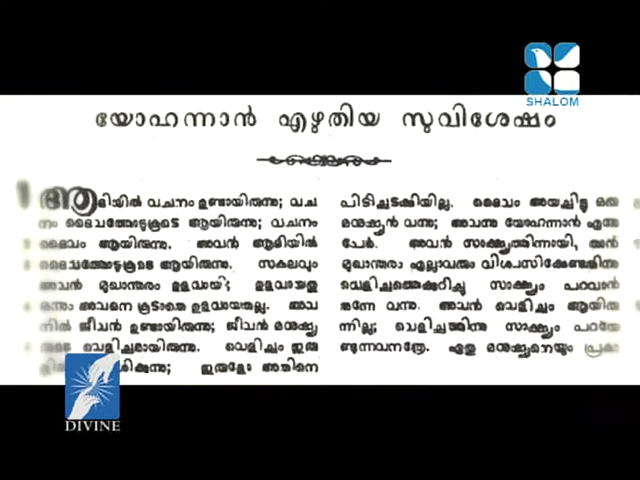 SHALOM
യോഹന്നാൻ എഴുതിയ സുവിശേഷം
ആദിയിൽ വചനം ഉണ്ടായിരുന്നു; വച
നം ദൈവത്തോടുകൂടെ ആയിരുന്നു; വചനം
ദൈവം ആയിരുന്നു. അവൻ ആദിയിൽ
ദൈവത്തോടുകൂടെ ആയിരുന്നു. സകലവും
അവൻ മുഖാന്തരം ഉളവായി; ഉളവായതു
ഒന്നും അവനെ കൂടാതെ ഉളവായതല്ല. അവ
നിൽ ജീവൻ ഉണ്ടായിരുന്നു; ജീവൻ മനുഷ്യ
വെളിച്ചമായിരുന്നു. വെളിച്ചം ഇരു
ഇരുളോ അതിനെ
പിടിച്ചടക്കിയില്ല. ദൈവം അയച്ചിട്ടു ഒരു
മനുഷ്യൻ വന്നു; അവന്നു യോഹന്നാൻ എന്നു
പേർ. അവൻ സാക്ഷ്യത്തിന്നായി, താൻ
മുഖാന്തരം എല്ലാവരും വിശ്വസിക്കേണ്ടതിന്നു
വെളിച്ചത്തെക്കുറിച്ചു സാക്ഷ്യം പറവാൻ
തന്നേ വന്നു. അവൻ വെളിച്ചം ആയിരു
ന്നില്ല; വെളിച്ചത്തിന്നു സാക്ഷ്യം പറയേ
ണ്ടുന്നവനത്രേ. ഏതു മനുഷ്യനെയും പ്രകാ
DIVINE